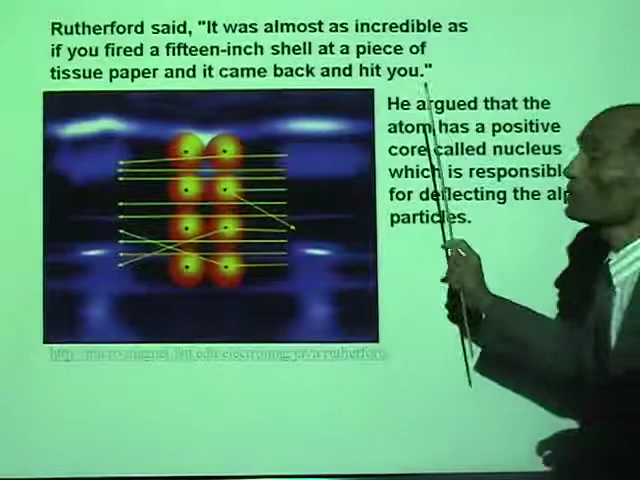 Rutherford said, "It was almost as incredible as
if you fired a fifteen-inch shell at a piece of
tissue paper and it came back and hit you."
He argued that the
atom has a positive
core called nucleus
which is responsibl
for deflecting the al
particles.